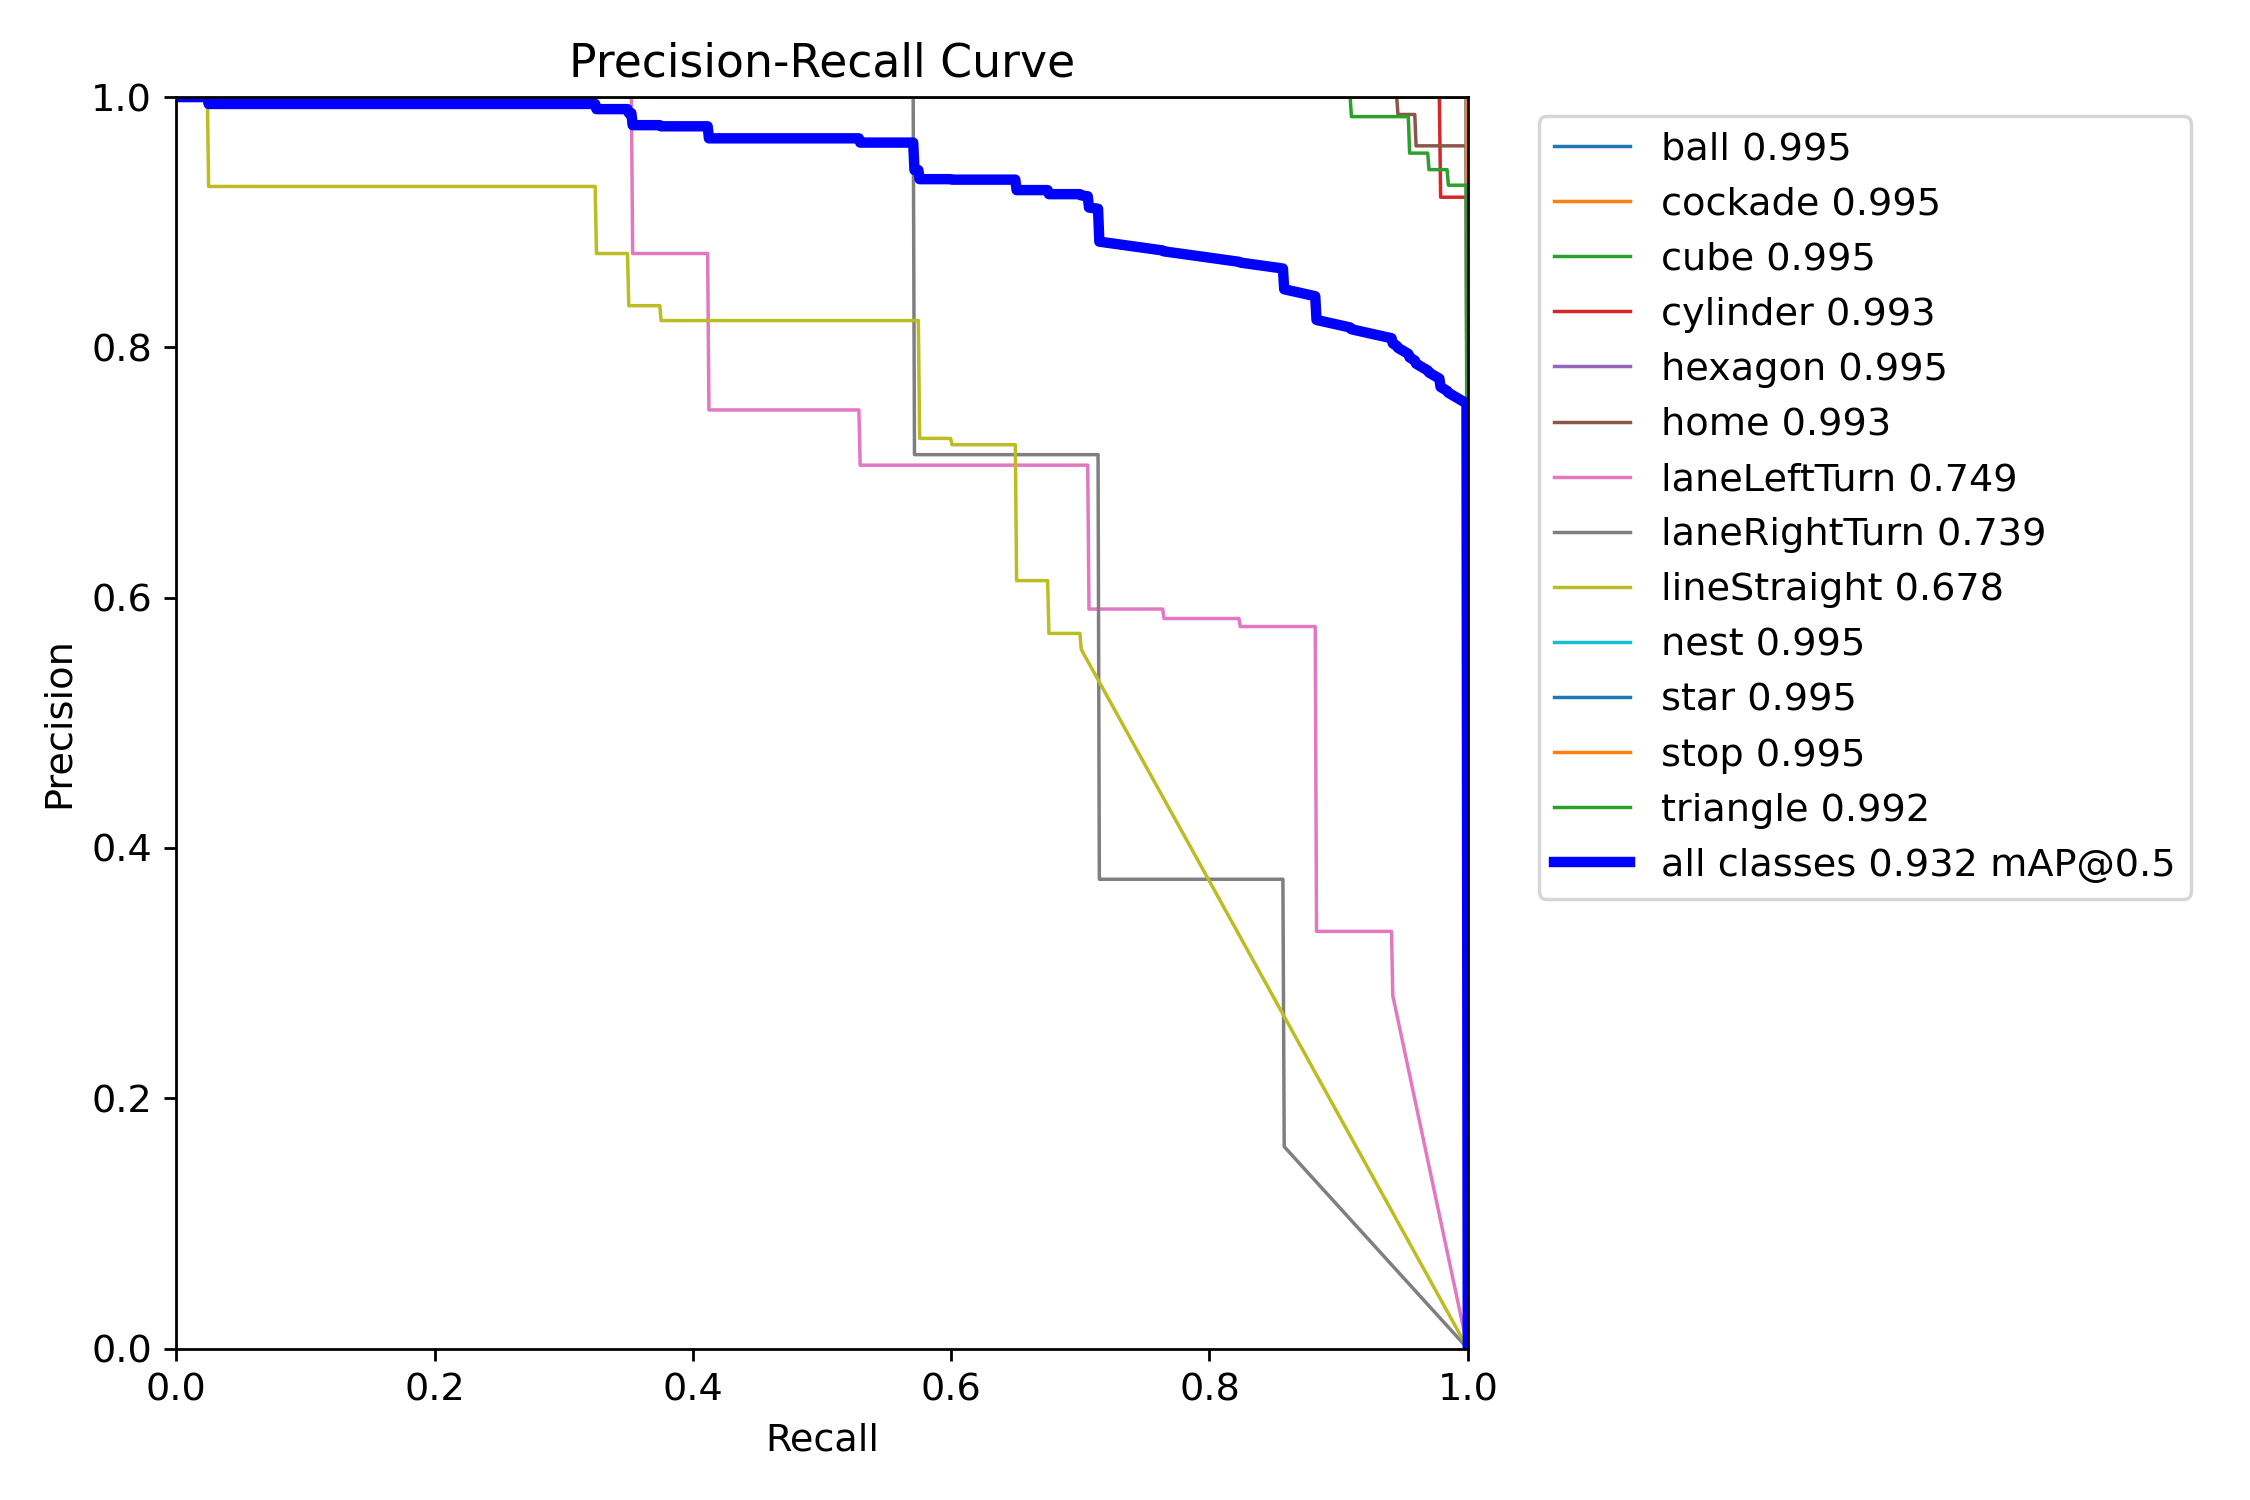 Precision-Recall Curve
1.0
0.8
0.6
0.4
0.2
0.0
Precision
0.0 0.2 0.4 0.6 0.8 1.0
Recall
ball 0.995
cockade 0.995
cube 0.995
cylinder 0.993
hexagon 0.995
home 0.993
laneLeftTurn 0.749
laneRightTurn 0.739
lineStraight 0.678
nest 0.995
star 0.995
stop 0.995
triangle 0.992
all classes 0.932 mAP@0.5